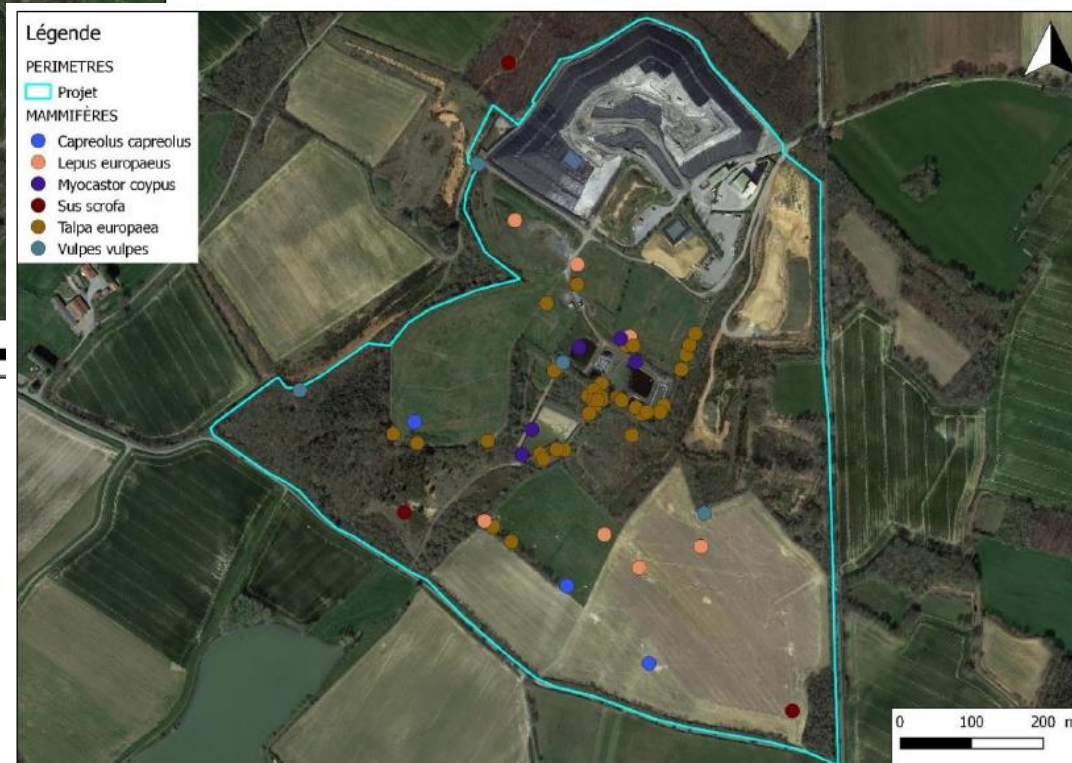 Légende
PERIMETRES
Projet
MAMMIFÈRES
Capreolus capreolus
Lepus europaeus
Myocastor coypus
Sus scrofa
Talpa europaea
Vulpes vulpes
0 100 200 m